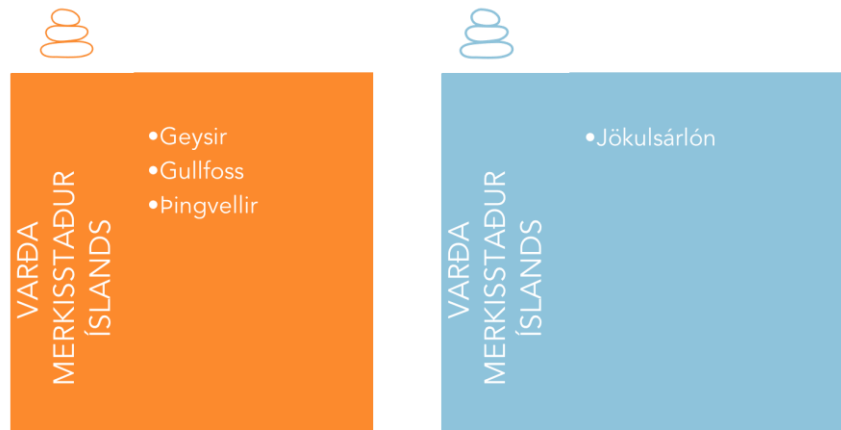 VARÐA
MERKISSTAÐUR
ÍSLANDS
•Geysir
•Gullfoss
•Þingvellir
VARÐA
MERKISSTAÐUR
ÍSLANDS
•Jökulsárlón